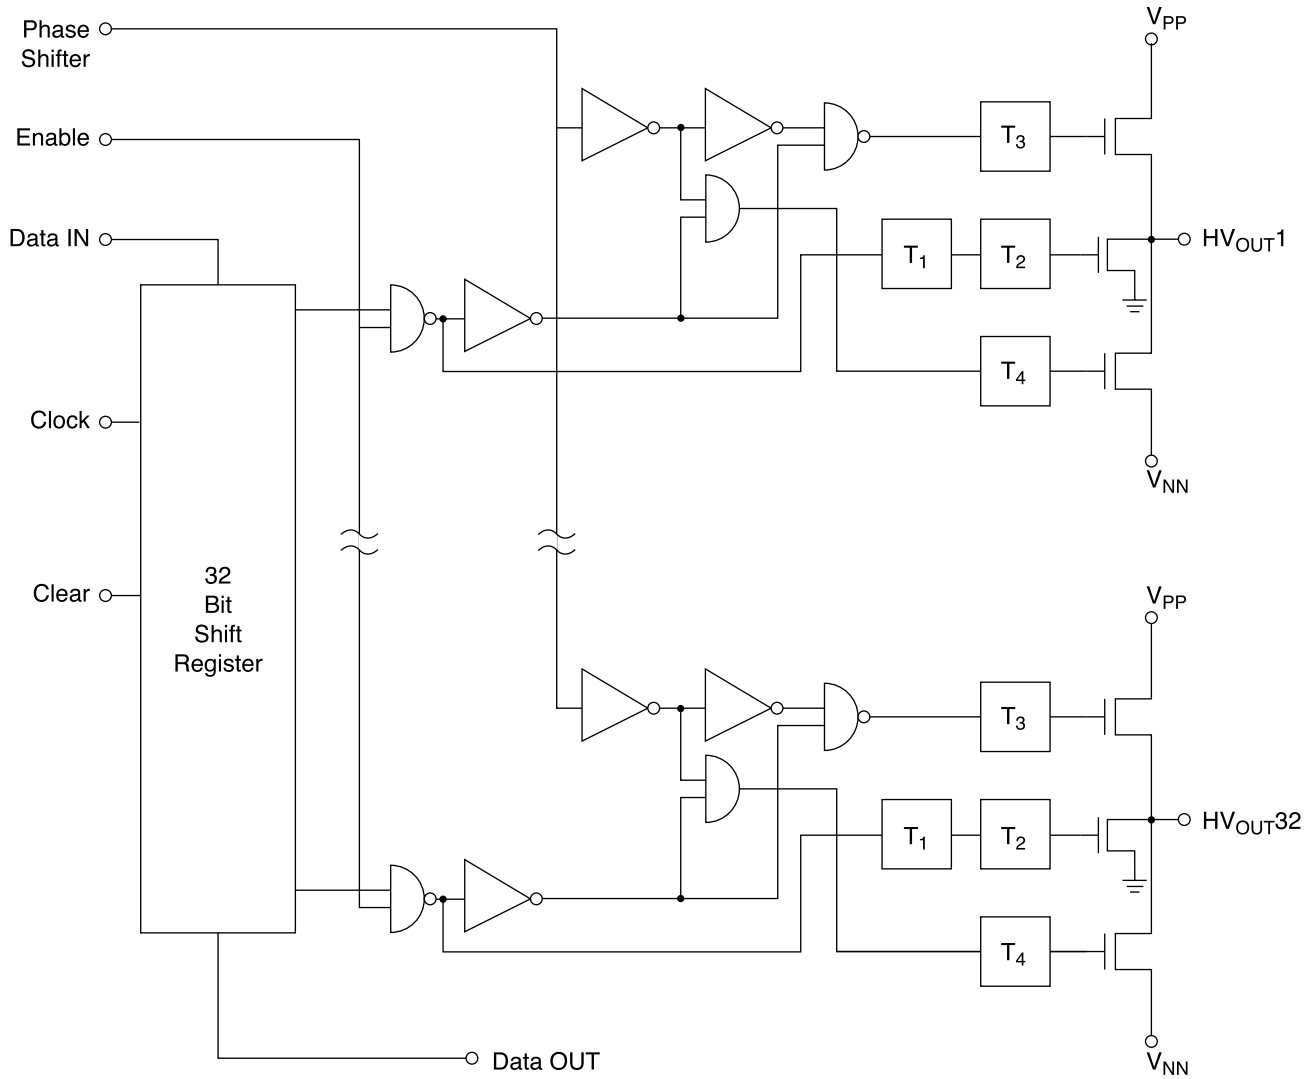 Phase
Shifter
Enable
Data IN
Clock
Clear
32
Bit
Shift
Register
Data OUT
VPP
T3
T1
T2
HVOUT1
T4
VNN
VPP
T3
T1
T2
HVOUT32
T4
VNN